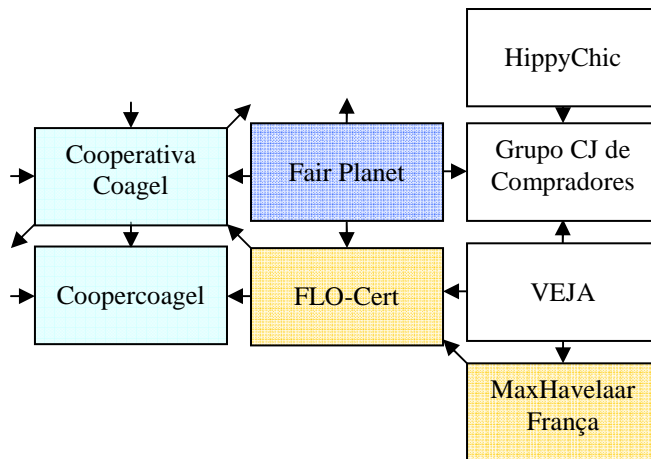 HippyChic
Cooperativa
Coagel
Fair Planet
Grupo CJ de
Compradores
Coopercoagel
FLO-Cert
VEJA
MaxHavelaar
França